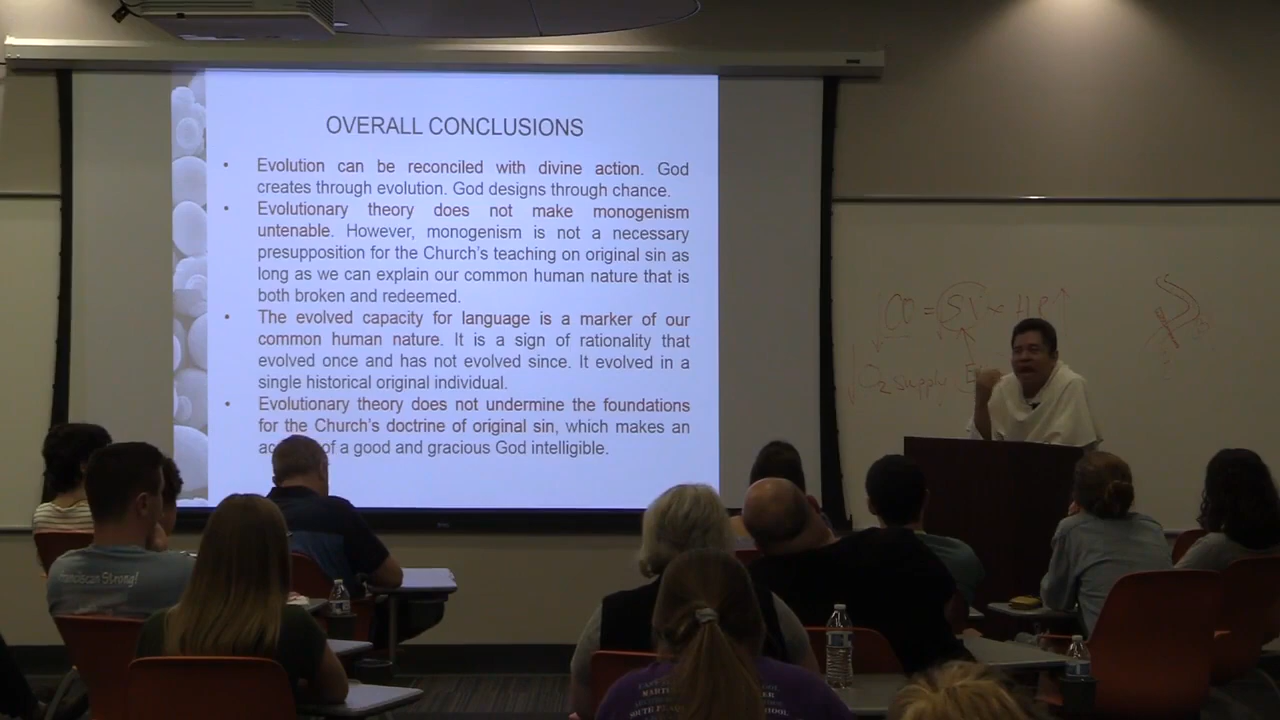 OVERALL CONCLUSIONS
• Evolution can be reconciled with divine action. God
creates through evolution. God designs through chance.
• Evolutionary theory does not make monogenism
untenable. However, monogenism is not a necessary
presupposition for the Church's teaching on original sin as
long as we can explain our common human nature that is
both broken and redeemed.
• The evolved capacity for language is a marker of our
common human nature. It is a sign of rationality that
evolved once and has not evolved since. It evolved in a
single historical original individual.
• Evolutionary theory does not undermine the foundations
for the Church's doctrine of original sin, which makes an
of a good and gracious God intelligible.
CO = SV
O2 supply
Franciscan Strong!